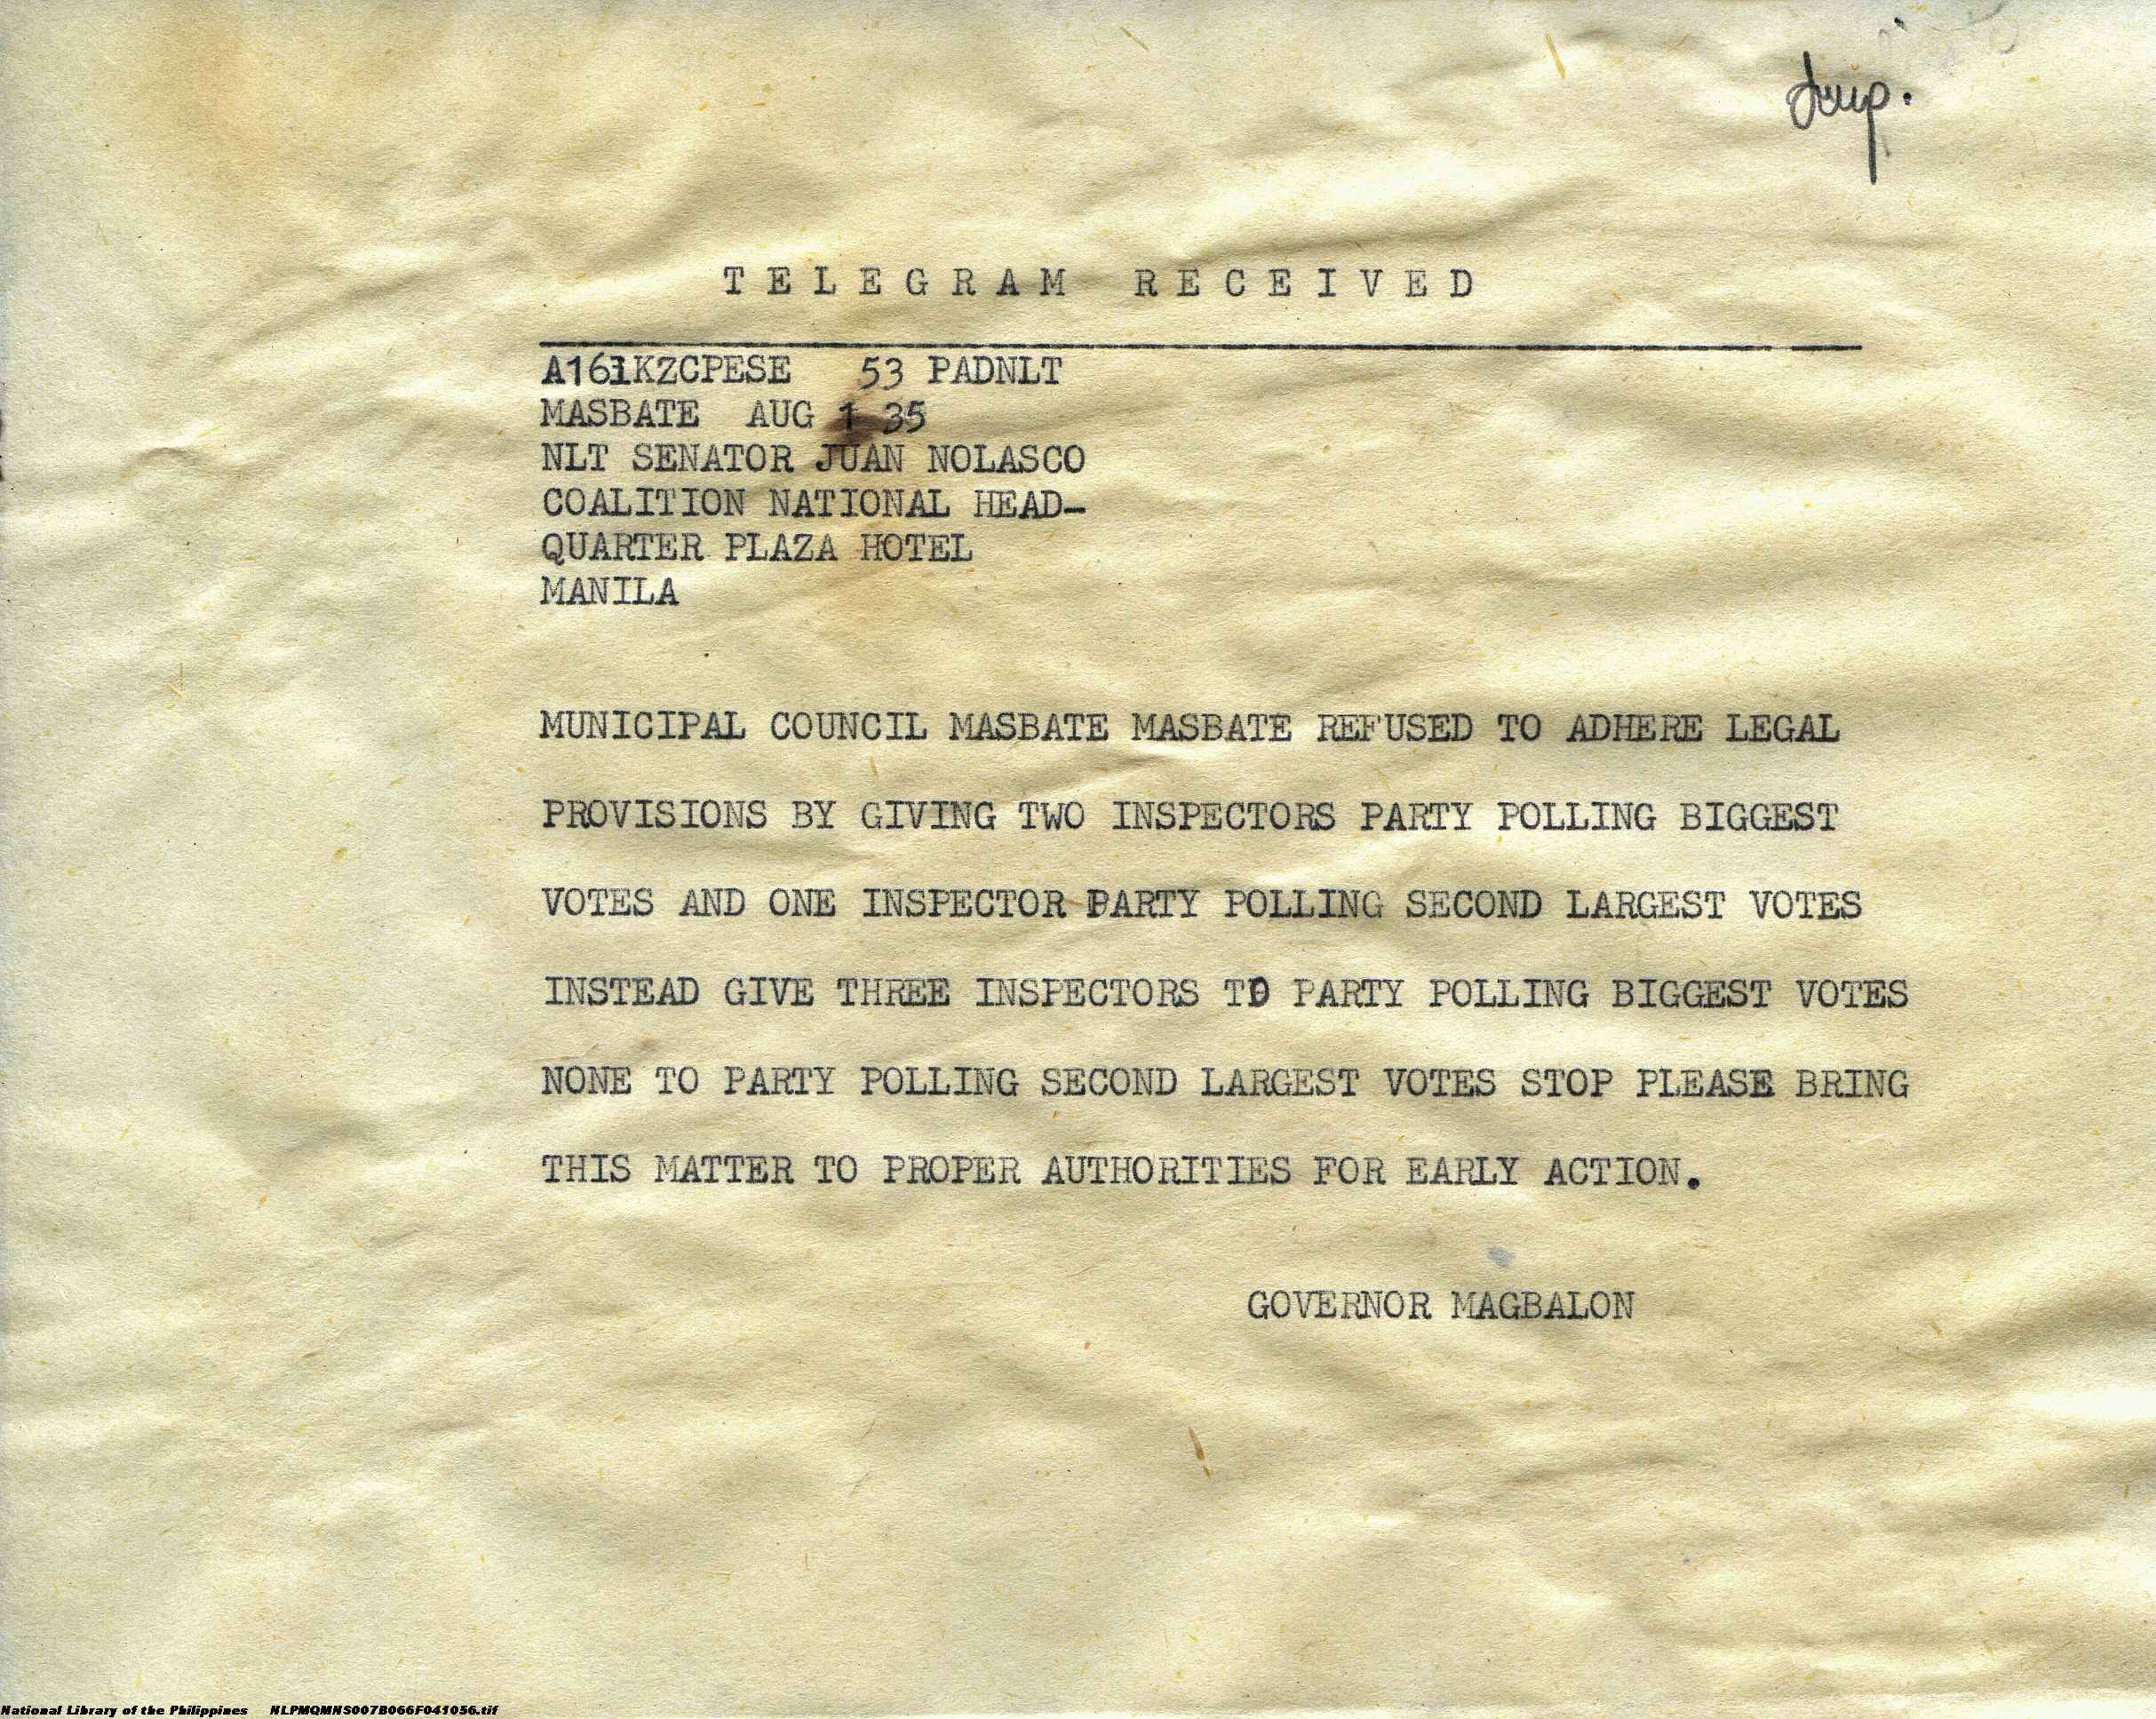 dup.
TELEGRAM RECEIVED
A161KZCPESE 53 PADNLT
MASBATE AUG 1 35
NLT SENATOR JUAN NOLASCO
COALITION NATIONAL HEAD-
QUARTER PLAZA HOTEL
MANILA
MUNICIPAL COUNCIL MASBATE MASBATE REFUSED TO ADHERE LEGAL
PROVISIONS BY GIVING TWO INSPECTORS PARTY POLLING BIGGEST
VOTES AND ONE INSPECTOR PARTY POLLING SECOND LARGEST VOTES
INSTEAD GIVE THREE INSPECTORS TO PARTY POLLING BIGGEST VOTES
NONE TO PARTY POLLING SECOND LARGEST VOTES STOP PLEASE BRING
THIS MATTER TO PROPER AUTHORITIES FOR EARLY ACTION.
GOVERNOR MAGBALON
National Library of the Philippines NLPMQMNS007B066F041056.tif